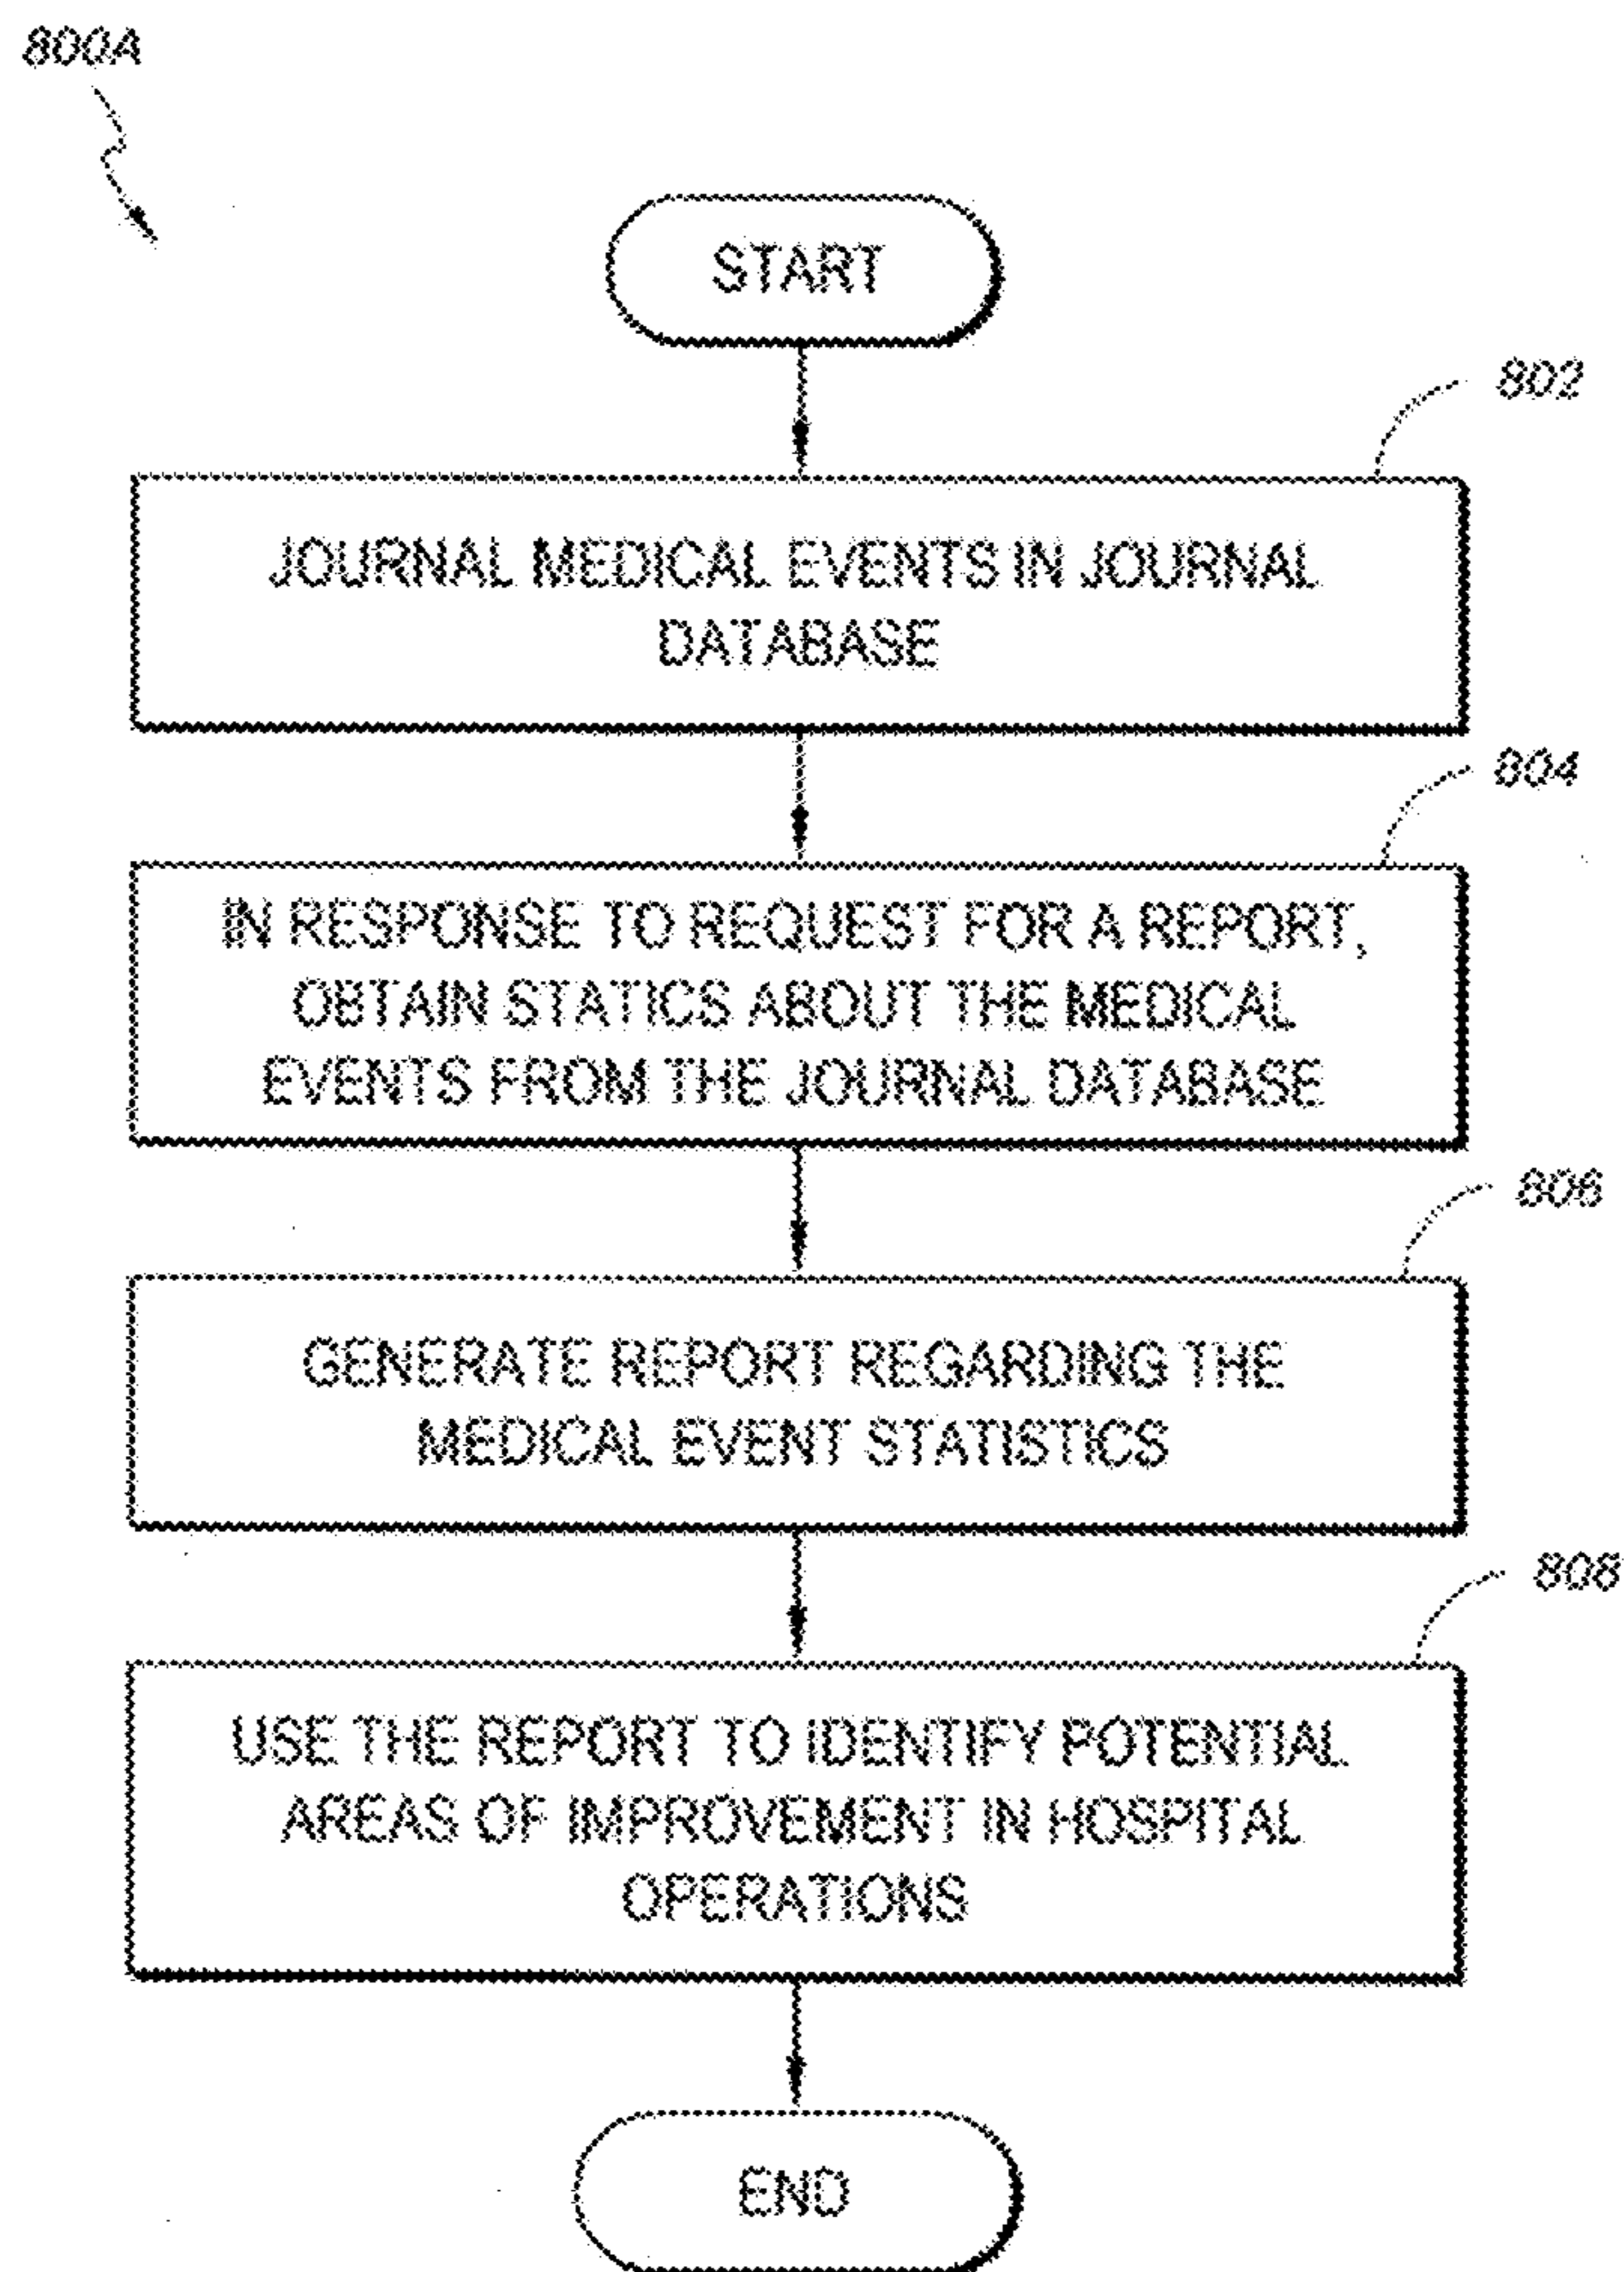 800A
START
802
JOURNAL MEDICAL EVENTS IN JOURNAL
DATABASE
804
IN RESPONSE TO REQUEST FOR A REPORT,
OBTAIN STATICS ABOUT THE MEDICAL
EVENTS FROM THE JOURNAL DATABASE
806
GENERATE REPORT REGARDING THE
MEDICAL EVENT STATISTICS
808
USE THE REPORT TO IDENTIFY POTENTIAL
AREAS OF IMPROVEMENT IN HOSPITAL
OPERATIONS
END